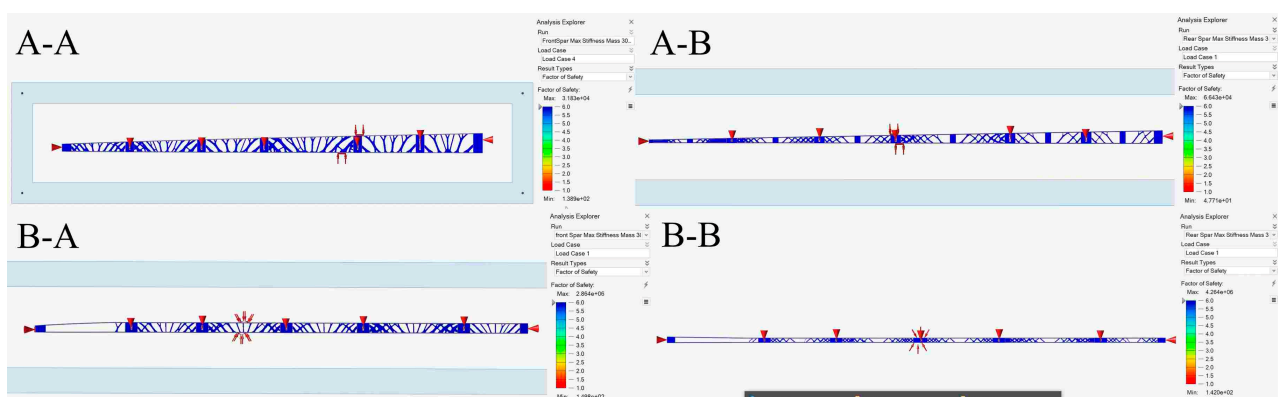 A-A
Analysis Explorer
Run
FrontSpar Max Stiffness Mass 30..
Load Case
Load Case 4
Result Types
Factor of Safety
Factor of Safety:
Max: 3.183e+04
6.0
5.5
5.0
4.5
4.0
3.5
3.0
2.5
2.0
1.5
1.0
Min: 1.389e+02
A-B
Analysis Explorer
Run
Rear Spar Max Stiffness Mass 3
Load Case
Load Case 1
Result Types
Factor of Safety
Factor of Safety:
Max: 6.643e+04
6.0
5.5
5.0
4.5
4.0
3.5
3.0
2.5
2.0
1.5
1.0
Min: 4.771e+01
B-A
Analysis Explorer
Run
front Spar Max Stiffness Mass 3(
Load Case
Load Case 1
Result Types
Factor of Safety
Factor of Safety:
Max: 2.864e+06
6.0
5.5
5.0
4.5
4.0
3.5
3.0
2.5
2.0
1.5
1.0
Min: 1.488e+02
B-B
Analysis Explorer
Run
Rear Spar Max Stiffness Mass 3
Load Case
Load Case 1
Result Types
Factor of Safety
Factor of Safety:
Max: 4.264e+06
6.0
5.5
5.0
4.5
4.0
3.5
3.0
2.5
2.0
1.5
1.0
Min: 1.420e+02